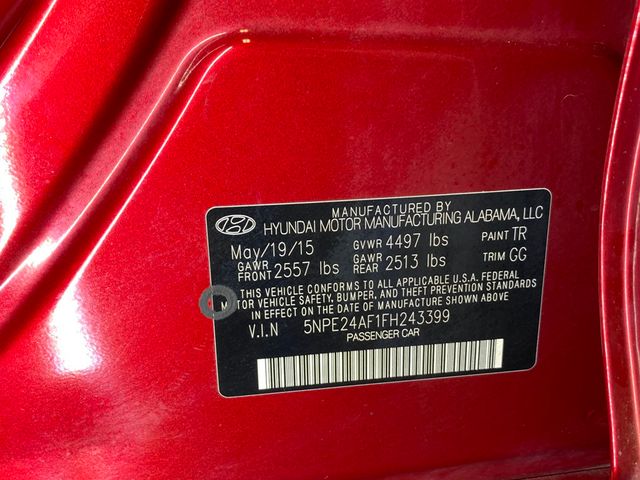 MANUFACTURED BY
HYUNDAI MOTOR MANUFACTURING ALABAMA, LLC
May/19/15 GVWR 4497 lbs PAINT TR
GAWR FRONT 2557 lbs GAWR REAR 2513 lbs TRIM GG
THIS VEHICLE CONFORMS TO ALL APPLICABLE U.S.A. FEDERAL
MOTOR VEHICLE SAFETY, BUMPER, AND THEFT PREVENTION STANDARDS
IN EFFECT ON THE DATE OF MANUFACTURE SHOWN ABOVE.
V.I.N 5NPE24AF1FH243399
PASSENGER CAR